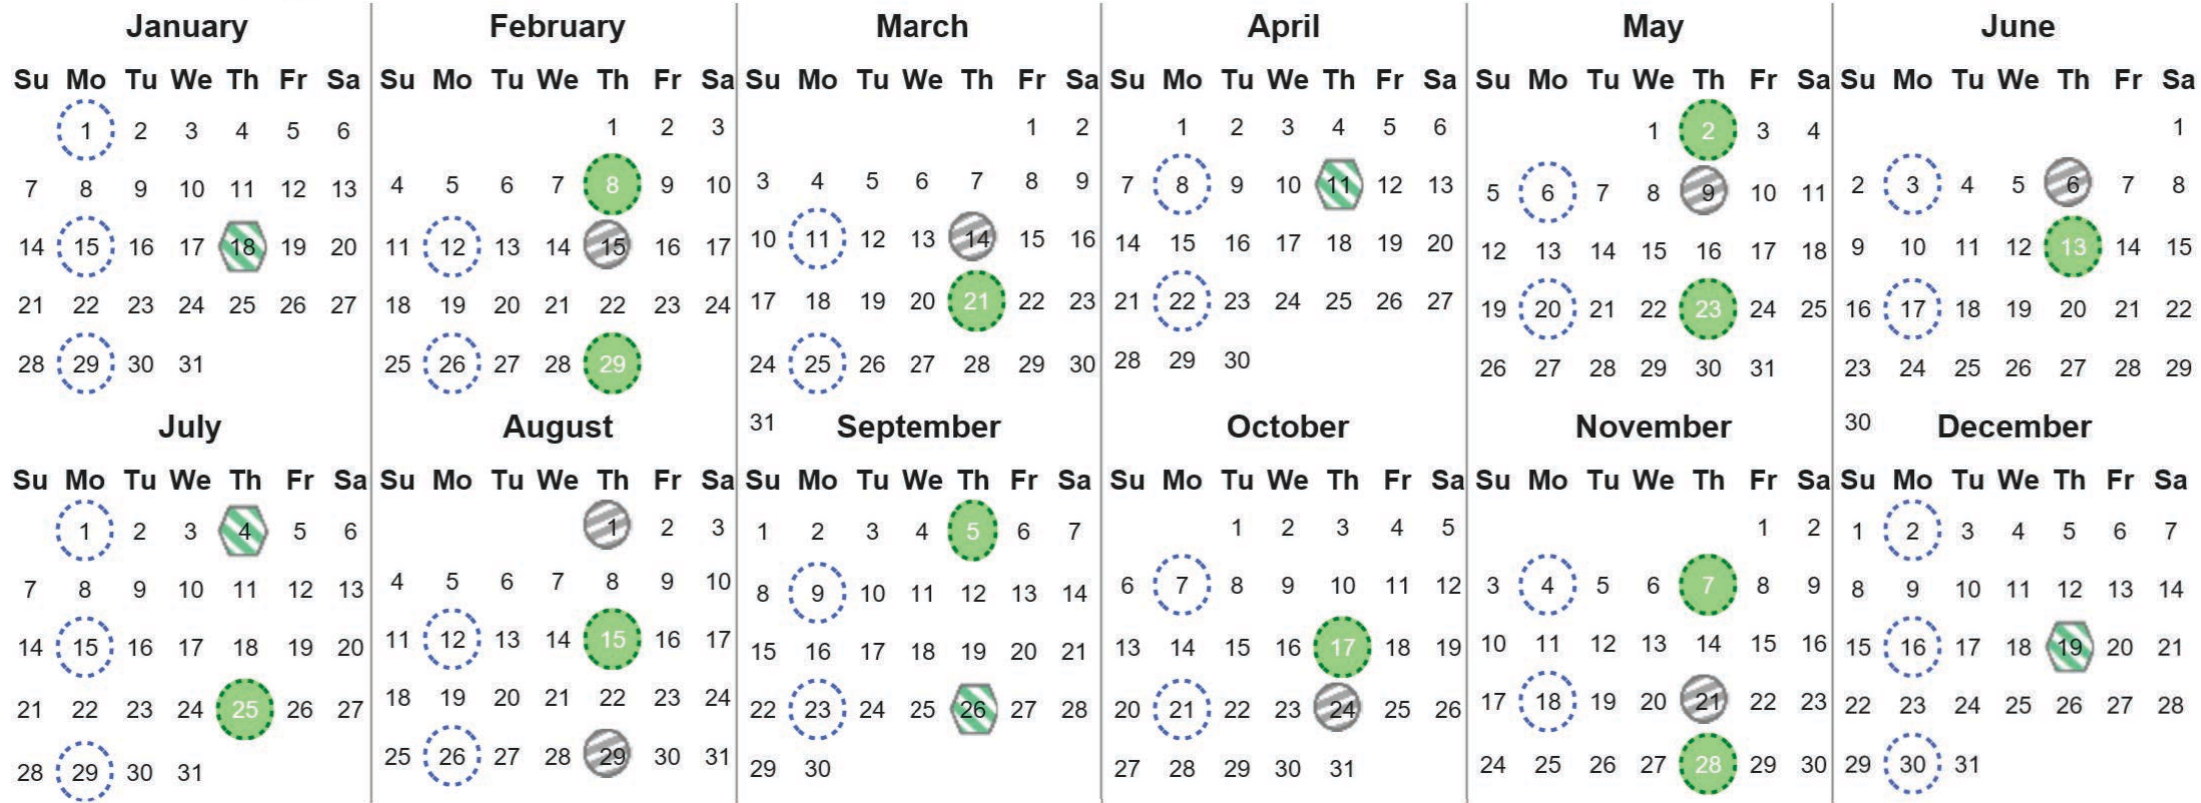 January
Su Mo Tu We Th Fr Sa
1 2 3 4 5 6
7 8 9 10 11 12 13
14 15 16 17 18 19 20
21 22 23 24 25 26 27
28 29 30 31
February
Su Mo Tu We Th Fr Sa
1 2 3
4 5 6 7 8 9 10
11 12 13 14 15 16 17
18 19 20 21 22 23 24
25 26 27 28 29
March
Su Mo Tu We Th Fr Sa
1 2
3 4 5 6 7 8 9
10 11 12 13 14 15 16
17 18 19 20 21 22 23
24 25 26 27 28 29 30
31
April
Su Mo Tu We Th Fr Sa
1 2 3 4 5 6
7 8 9 10 11 12 13
14 15 16 17 18 19 20
21 22 23 24 25 26 27
28 29 30
May
Su Mo Tu We Th Fr Sa
1 2 3 4
5 6 7 8 9 10 11
12 13 14 15 16 17 18
19 20 21 22 23 24 25
26 27 28 29 30 31
June
Su Mo Tu We Th Fr Sa
1
2 3 4 5 6 7 8
9 10 11 12 13 14 15
16 17 18 19 20 21 22
23 24 25 26 27 28 29
30
July
Su Mo Tu We Th Fr Sa
1 2 3 4 5 6
7 8 9 10 11 12 13
14 15 16 17 18 19 20
21 22 23 24 25 26 27
28 29 30 31
August
Su Mo Tu We Th Fr Sa
1 2 3
4 5 6 7 8 9 10
11 12 13 14 15 16 17
18 19 20 21 22 23 24
25 26 27 28 29 30 31
September
Su Mo Tu We Th Fr Sa
1 2 3 4 5 6 7
8 9 10 11 12 13 14
15 16 17 18 19 20 21
22 23 24 25 26 27 28
29 30
October
Su Mo Tu We Th Fr Sa
1 2 3 4 5
6 7 8 9 10 11 12
13 14 15 16 17 18 19
20 21 22 23 24 25 26
27 28 29 30 31
November
Su Mo Tu We Th Fr Sa
1 2
3 4 5 6 7 8 9
10 11 12 13 14 15 16
17 18 19 20 21 22 23
24 25 26 27 28 29 30
December
Su Mo Tu We Th Fr Sa
1 2 3 4 5 6 7
8 9 10 11 12 13 14
15 16 17 18 19 20 21
22 23 24 25 26 27 28
29 30 31